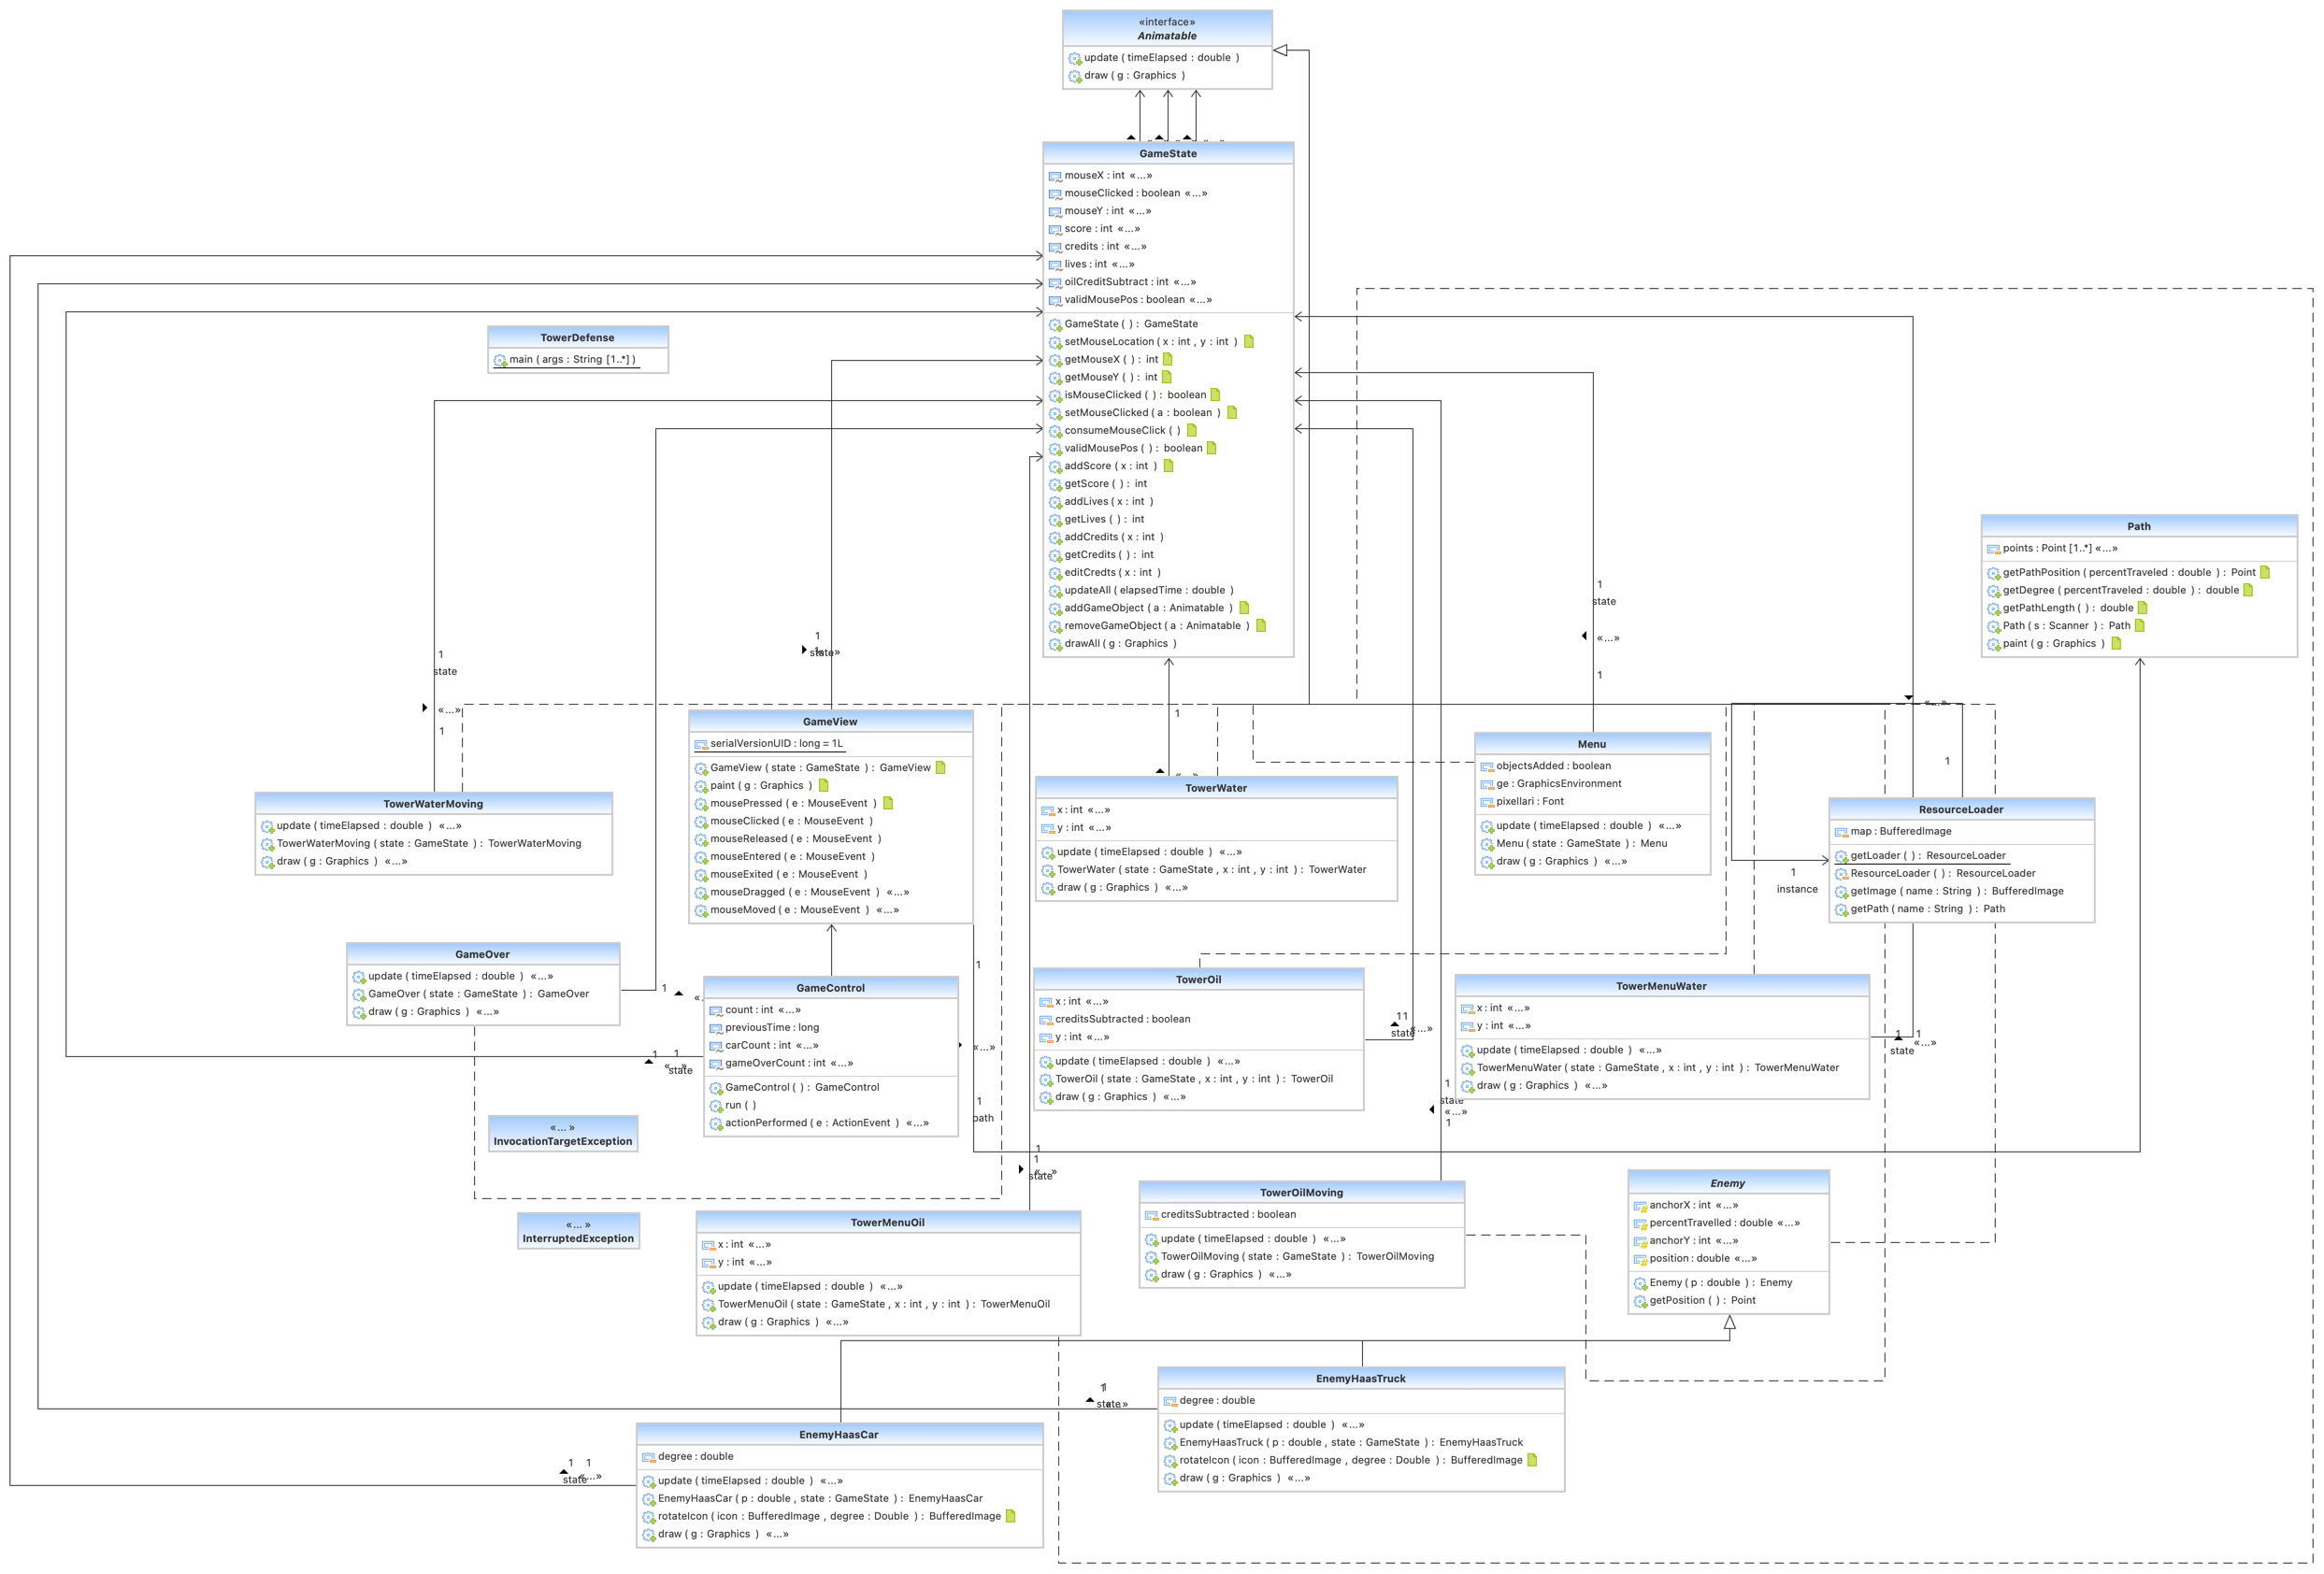 «interface»
Animatable
update ( timeElapsed : double )
draw ( g : Graphics )
GameState
mouseX : int «...»
mouseClicked : boolean «...»
mouseY : int «...»
score : int «...»
credits : int «...»
lives : int «...»
oilCreditSubtract : int «...»
validMousePos : boolean «...»
GameState ( ) : GameState
setMouseLocation ( x : int , y : int )
getMouseX ( ) : int
getMouseY ( ) : int
isMouseClicked ( ) : boolean
setMouseClicked ( a : boolean )
consumeMouseClick ( )
validMousePos ( ) : boolean
addScore ( x : int )
getScore ( ) : int
addLives ( x : int )
getLives ( ) : int
addCredits ( x : int )
getCredits ( ) : int
editCredts ( x : int )
updateAll ( elapsedTime : double )
addGameObject ( a : Animatable )
removeGameObject ( a : Animatable )
drawAll ( g : Graphics )
TowerDefense
main ( args : String [1..*] )
Path
points : Point [1..*] «...»
getPathPosition ( percentTraveled : double ) : Point
getDegree ( percentTraveled : double ) : double
getPathLength ( ) : double
Path ( s : Scanner ) : Path
paint ( g : Graphics )
1
state
«...»
1
1
state
1
state
«...»
1
GameView
serialVersionUID : long = 1L
GameView ( state : GameState ) : GameView
paint ( g : Graphics )
mousePressed ( e : MouseEvent )
mouseClicked ( e : MouseEvent )
mouseReleased ( e : MouseEvent )
mouseEntered ( e : MouseEvent )
mouseExited ( e : MouseEvent )
mouseDragged ( e : MouseEvent ) «...»
mouseMoved ( e : MouseEvent ) «...»
1
«...»
Menu
objectsAdded : boolean
ge : GraphicsEnvironment
pixellari : Font
update ( timeElapsed : double ) «...»
Menu ( state : GameState ) : Menu
draw ( g : Graphics ) «...»
TowerWaterMoving
update ( timeElapsed : double ) «...»
TowerWaterMoving ( state : GameState ) : TowerWaterMoving
draw ( g : Graphics ) «...»
TowerWater
x : int «...»
y : int «...»
update ( timeElapsed : double ) «...»
TowerWater ( state : GameState , x : int , y : int ) : TowerWater
draw ( g : Graphics ) «...»
«...»
1
ResourceLoader
map : BufferedImage
getLoader ( ) : ResourceLoader
ResourceLoader ( ) : ResourceLoader
getImage ( name : String ) : BufferedImage
getPath ( name : String ) : Path
1
instance
GameOver
update ( timeElapsed : double ) «...»
GameOver ( state : GameState ) : GameOver
draw ( g : Graphics ) «...»
1
GameControl
count : int «...»
previousTime : long
carCount : int «...»
gameOverCount : int «...»
GameControl ( ) : GameControl
run ( )
actionPerformed ( e : ActionEvent ) «...»
1
«...»
1
path
1 1
state
TowerOil
x : int «...»
creditsSubtracted : boolean
y : int «...»
update ( timeElapsed : double ) «...»
TowerOil ( state : GameState , x : int , y : int ) : TowerOil
draw ( g : Graphics ) «...»
11
state «...»
TowerMenuWater
x : int «...»
y : int «...»
update ( timeElapsed : double ) «...»
TowerMenuWater ( state : GameState , x : int , y : int ) : TowerMenuWater
draw ( g : Graphics ) «...»
1 1
state «...»
1
state
«...»
1
«...»
InvocationTargetException
«...»
InterruptedException
1
1
«...»
state
TowerMenuOil
x : int «...»
y : int «...»
update ( timeElapsed : double ) «...»
TowerMenuOil ( state : GameState , x : int , y : int ) : TowerMenuOil
draw ( g : Graphics ) «...»
TowerOilMoving
creditsSubtracted : boolean
update ( timeElapsed : double ) «...»
TowerOilMoving ( state : GameState ) : TowerOilMoving
draw ( g : Graphics ) «...»
Enemy
anchorX : int «...»
percentTravelled : double «...»
anchorY : int «...»
position : double «...»
Enemy ( p : double ) : Enemy
getPosition ( ) : Point
EnemyHaasTruck
degree : double
update ( timeElapsed : double ) «...»
EnemyHaasTruck ( p : double , state : GameState ) : EnemyHaasTruck
rotateIcon ( icon : BufferedImage , degree : Double ) : BufferedImage
draw ( g : Graphics ) «...»
1
state
EnemyHaasCar
degree : double
update ( timeElapsed : double ) «...»
EnemyHaasCar ( p : double , state : GameState ) : EnemyHaasCar
rotateIcon ( icon : BufferedImage , degree : Double ) : BufferedImage
draw ( g : Graphics ) «...»
1 1
state «...»